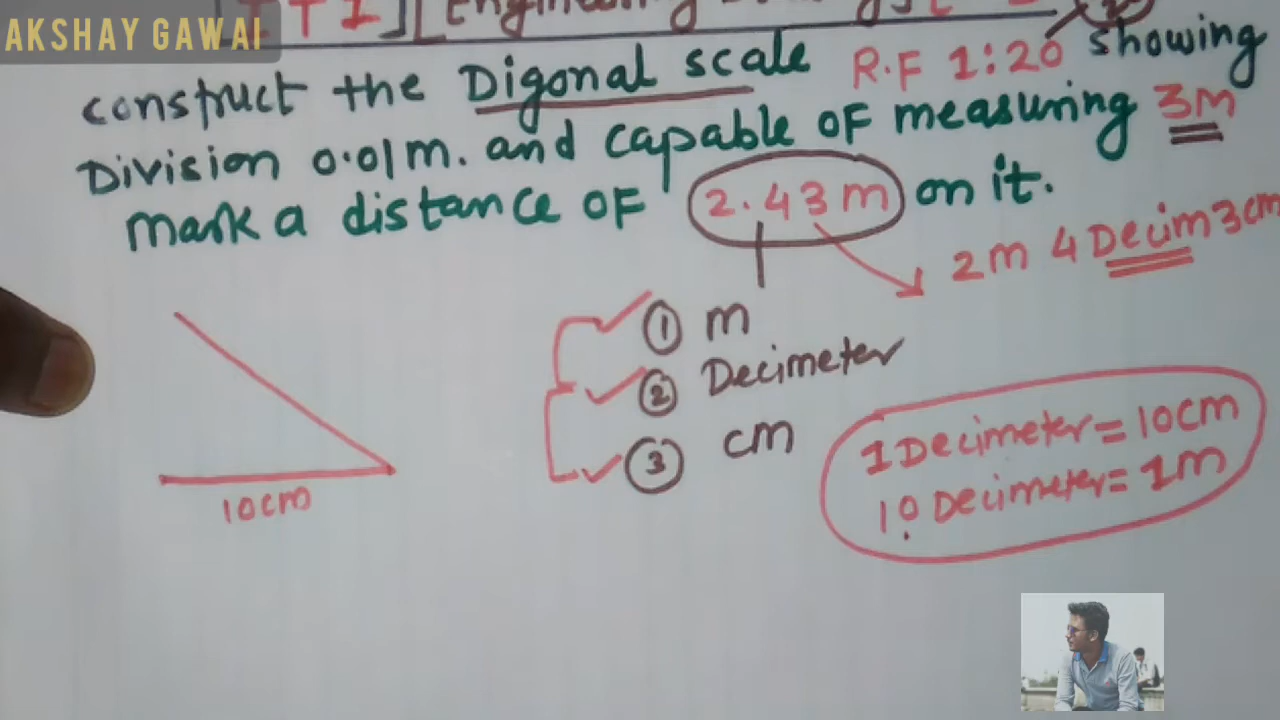 AKSHAY GAWAI
ITI][Engineering
construct the Digonal scale R.F 1:20 showing
Division 0.01m. and capable of measuring 3M
mark a distance of 2.43m on it.
2m 4 Decim 3cm
① m
② Decimeter
③ cm
10cm
1 Decimeter = 10cm
10 Decimeter = 1m